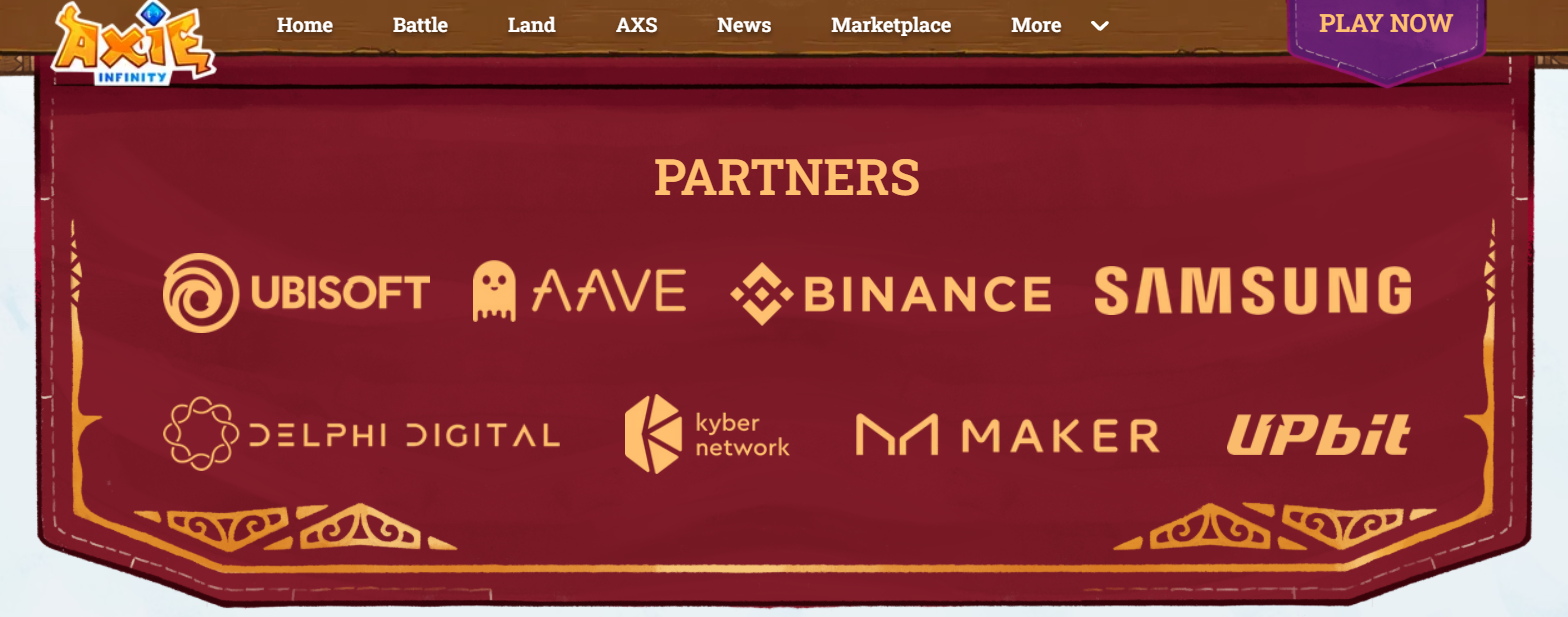 AXIE
INFINITY
Home Battle Land AXS News Marketplace More
PLAY NOW
PARTNERS
UBISOFT AAVE BINANCE SAMSUNG
DELPHI DIGITAL kyber network MAKER UPbit